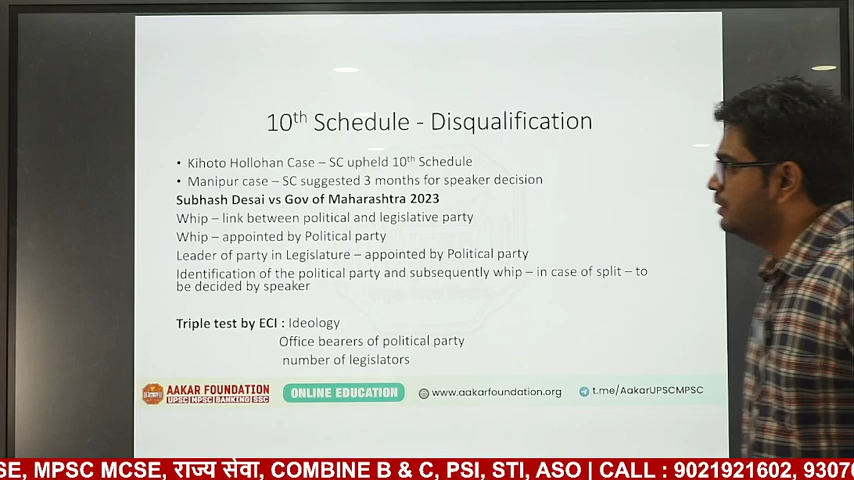 10th Schedule - Disqualification
• Kihoto Hollohan Case – SC upheld 10th Schedule
• Manipur case – SC suggested 3 months for speaker decision
Subhash Desai vs Gov of Maharashtra 2023
Whip – link between political and legislative party
Whip – appointed by Political party
Leader of party in Legislature – appointed by Political party
Identification of the political party and subsequently whip – in case of split – to
be decided by speaker
Triple test by ECI : Ideology
Office bearers of political party
number of legislators
AAKAR FOUNDATION
UPSC | MPSC | BANKING | SSC
ONLINE EDUCATION
www.aakarfoundation.org
t.me/AakarUPSCMPSC
SE, MPSC MCSE, राज्य सेवा, COMBINE B & C, PSI, STI, ASO | CALL : 9021921602, 9307